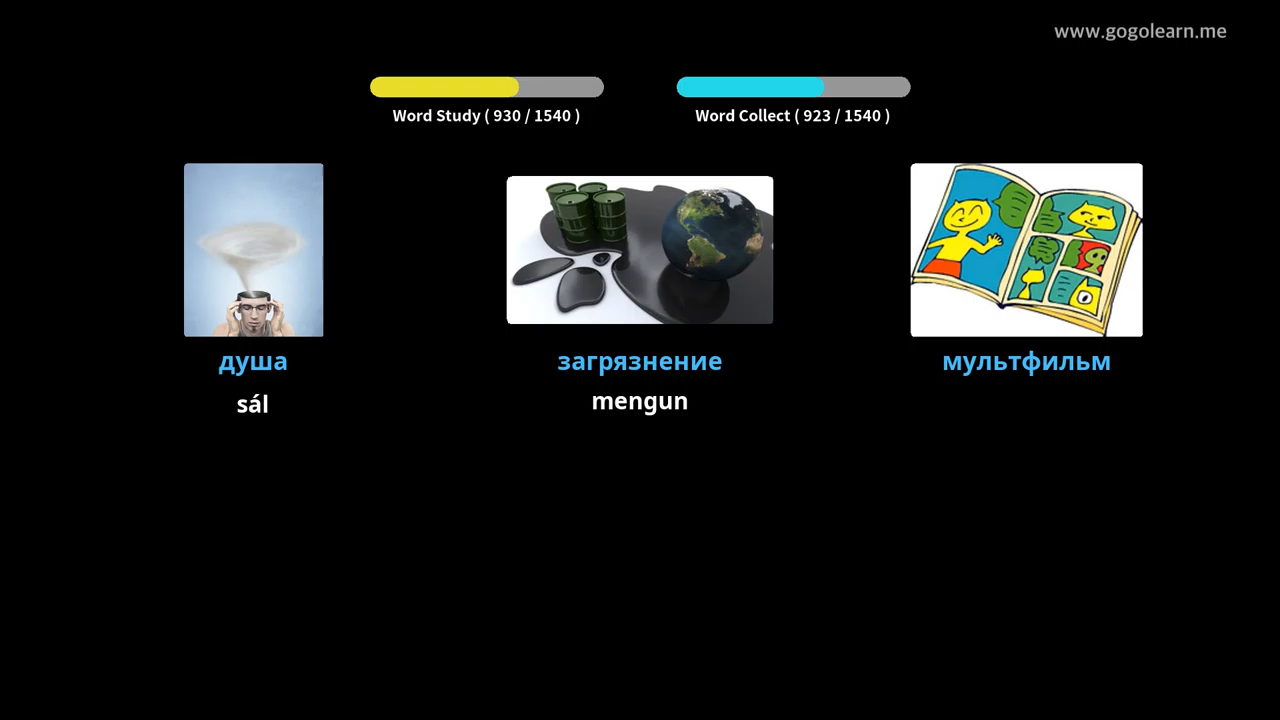 www.gogolearn.me
Word Study ( 930 / 1540 )
Word Collect ( 923 / 1540 )
душа
загрязнение
мультфильм
sál
mengun